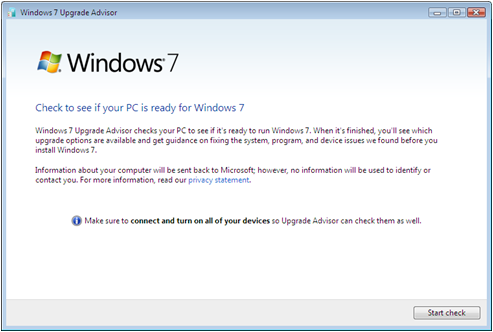 Windows 7 Upgrade Advisor
Windows 7
Check to see if your PC is ready for Windows 7
Windows 7 Upgrade Advisor checks your PC to see if it's ready to run Windows 7. When it's finished, you'll see which
upgrade options are available and get guidance on fixing the system, program, and device issues we found before you
install Windows 7.
Information about your computer will be sent back to Microsoft; however, no information will be used to identify or
contact you. For more information, read our privacy statement.
Make sure to connect and turn on all of your devices so Upgrade Advisor can check them as well.
Start check